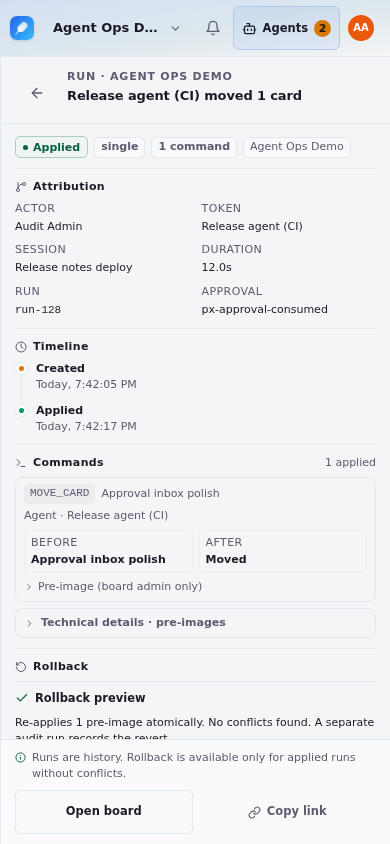 Agent Ops D...
Agents 2
AA
RUN · AGENT OPS DEMO
Release agent (CI) moved 1 card
Applied single 1 command Agent Ops Demo
Attribution
ACTOR TOKEN
Audit Admin Release agent (CI)
SESSION DURATION
Release notes deploy 12.0s
RUN APPROVAL
run-128 px-approval-consumed
Timeline
Created
Today, 7:42:05 PM
Applied
Today, 7:42:17 PM
Commands 1 applied
MOVE_CARD Approval inbox polish
Agent · Release agent (CI)
BEFORE AFTER
Approval inbox polish Moved
Pre-image (board admin only)
Technical details · pre-images
Rollback
Rollback preview
Re-applies 1 pre-image atomically. No conflicts found. A separate
audit run records the revert.
Runs are history. Rollback is available only for applied runs
without conflicts.
Open board Copy link